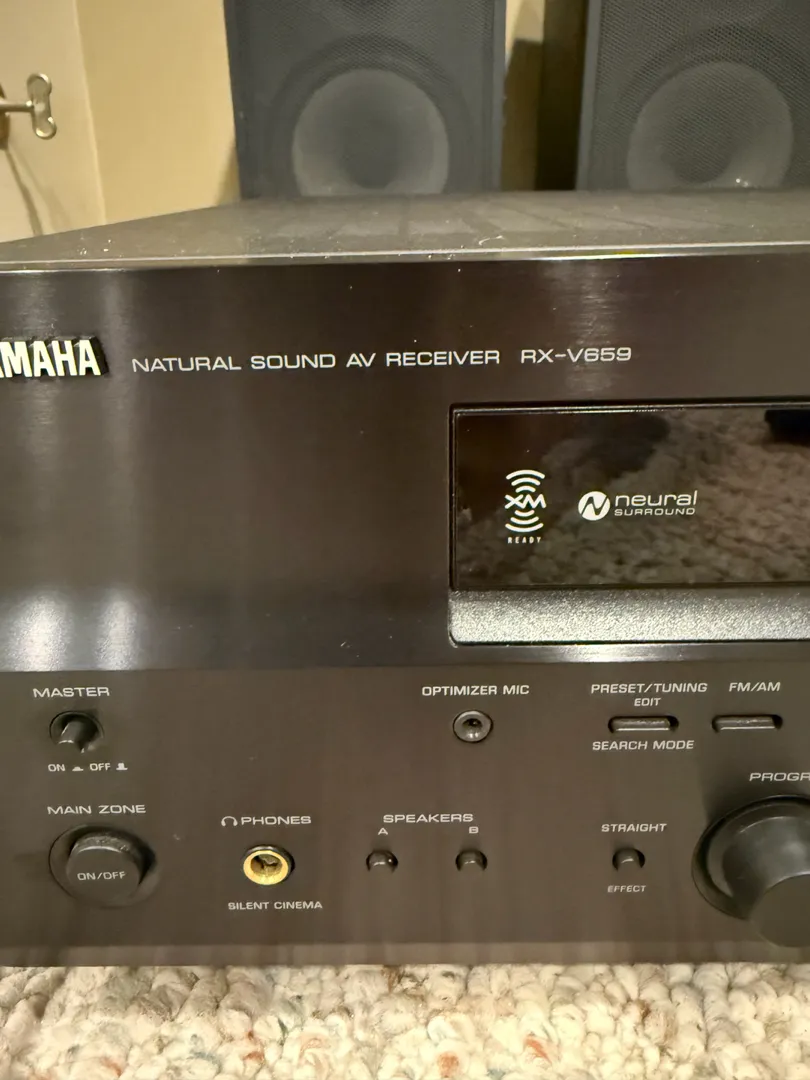 AMAHA NATURAL SOUND AV RECEIVER RX-V659
XM
READY
neural
SURROUND
MASTER
ON OFF
OPTIMIZER MIC
PRESET/TUNING
EDIT
SEARCH MODE
FM/AM
PROGR
MAIN ZONE
ON/OFF
PHONES
SILENT CINEMA
SPEAKERS
A B
STRAIGHT
EFFECT